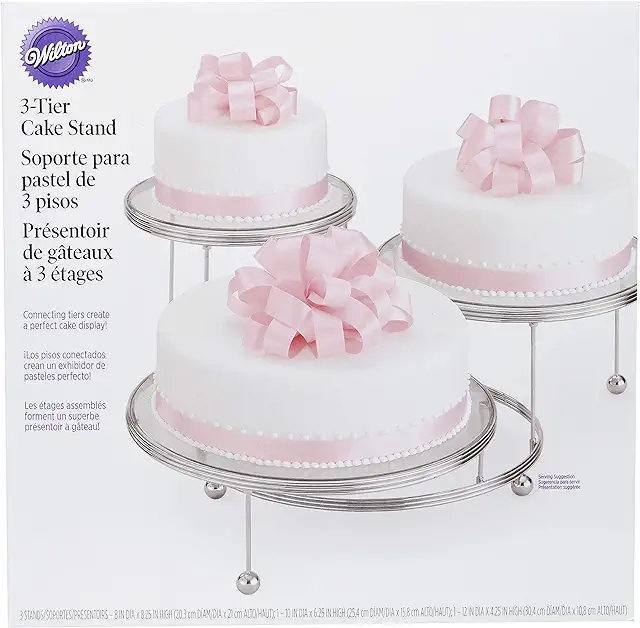 Wilton
3-Tier
Cake Stand
Soporte para
pastel de
3 pisos
Présentoir
de gâteaux
à 3 étages
Connecting tiers create
a perfect cake display!
¡Los pisos conectados
crean un exhibidor de
pasteles perfecto!
Les étages assemblés
forment un superbe
présentoir à gâteau!
Serving Suggestion
Sugerencia para servir
Présentation suggérée
3 STANDS/SOPORTES/PRÉSENTOIRS - 8 IN DIA x 8.25 IN HIGH (20,3 cm DIAM/DIA x 21 cm ALTO/HAUT); 1 - 10 IN DIA x 6.25 IN HIGH (25,4 cm DIAM/DIA x 15,8 cm ALTO/HAUT); 1 - 12 IN DIA x 4.25 IN HIGH (30,4 cm DIAM/DIA x 10,8 cm ALTO/HAUT)